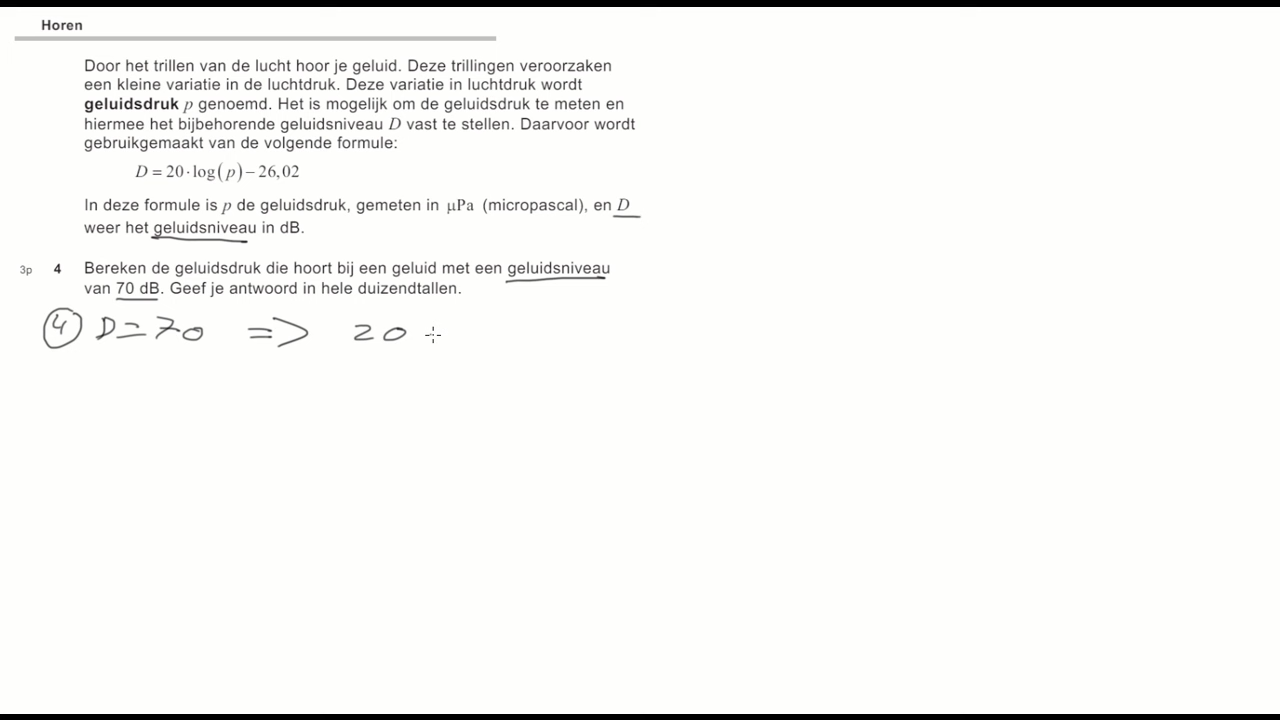 Horen
Door het trillen van de lucht hoor je geluid. Deze trillingen veroorzaken
een kleine variatie in de luchtdruk. Deze variatie in luchtdruk wordt
geluidsdruk p genoemd. Het is mogelijk om de geluidsdruk te meten en
hiermee het bijbehorende geluidsniveau D vast te stellen. Daarvoor wordt
gebruikgemaakt van de volgende formule:
D = 20 · log(p) − 26,02
In deze formule is p de geluidsdruk, gemeten in μPa (micropascal), en D
weer het geluidsniveau in dB.
3p 4 Bereken de geluidsdruk die hoort bij een geluid met een geluidsniveau
van 70 dB. Geef je antwoord in hele duizendtallen.
4 D=70 => 20